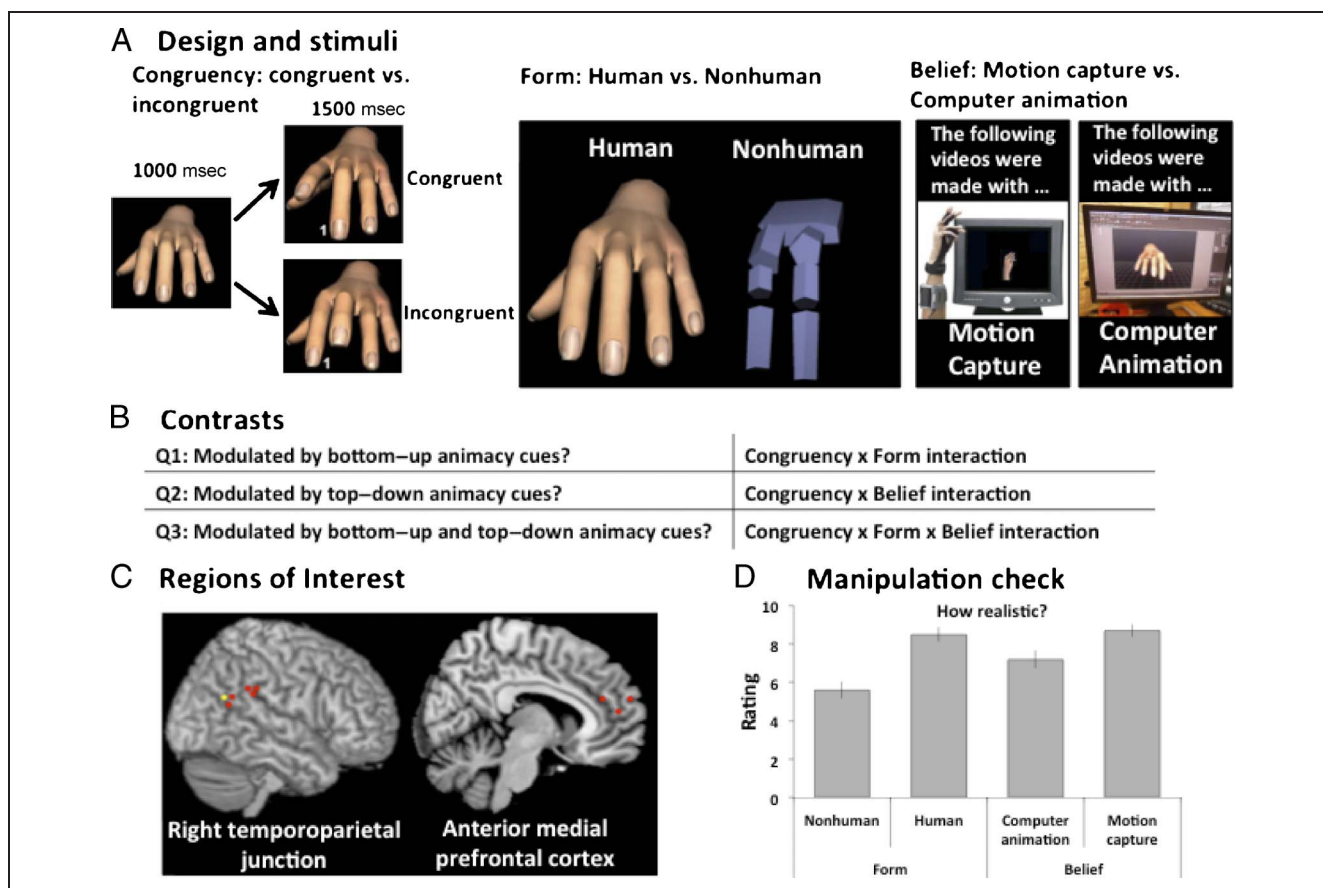 A Design and stimuli
Congruency: congruent vs.
incongruent
1500 msec
1000 msec
Congruent
Incongruent
1
1
Form: Human vs. Nonhuman
Human
Nonhuman
Belief: Motion capture vs.
Computer animation
The following
videos were
made with ...
Motion
Capture
The following
videos were
made with ...
Computer
Animation
B Contrasts
Q1: Modulated by bottom–up animacy cues? Congruency x Form interaction
Q2: Modulated by top–down animacy cues? Congruency x Belief interaction
Q3: Modulated by bottom–up and top–down animacy cues? Congruency x Form x Belief interaction
C Regions of Interest
Right temporoparietal
junction
Anterior medial
prefrontal cortex
D Manipulation check
How realistic?
Rating
10
8
6
4
2
0
Nonhuman
Human
Computer
animation
Motion
capture
Form
Belief